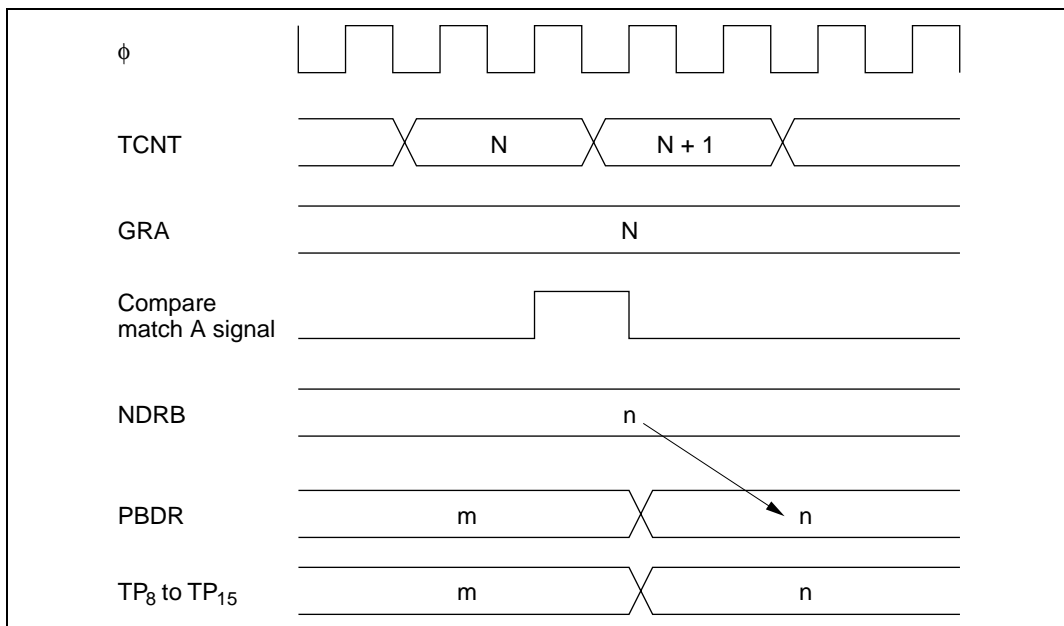 ϕ
TCNT
N
N + 1
GRA
N
Compare
match A signal
NDRB
n
PBDR
m
n
TP8 to TP15
m
n